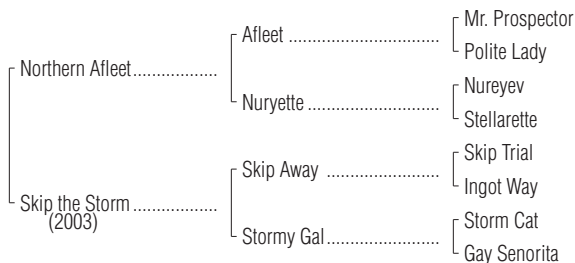 Mr. Prospector
Afleet ..............................
Polite Lady
Northern Afleet.................
Nureyev
Nuryette ..........................
Stellarette
Skip Trial
Skip Away ......................
Ingot Way
Skip the Storm .................
(2003)
Storm Cat
Stormy Gal ......................
Gay Senorita